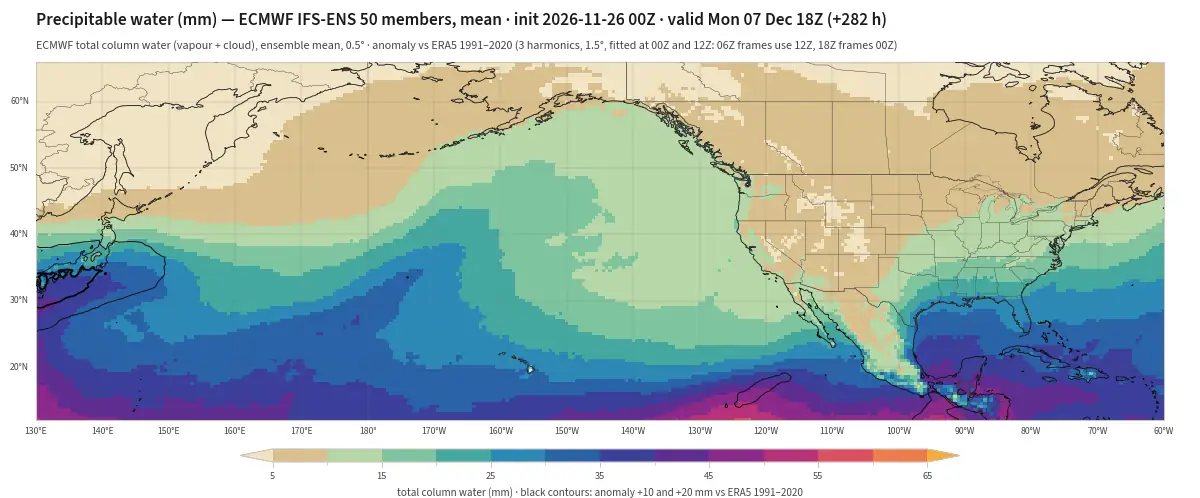 Precipitable water (mm) — ECMWF IFS-ENS 50 members, mean · init 2026-11-26 00Z · valid Mon 07 Dec 18Z (+282 h)
ECMWF total column water (vapour + cloud), ensemble mean, 0.5° · anomaly vs ERA5 1991–2020 (3 harmonics, 1.5°, fitted at 00Z and 12Z: 06Z frames use 12Z, 18Z frames 00Z)
60°N
50°N
40°N
30°N
20°N
130°E 140°E 150°E 160°E 170°E 180° 170°W 160°W 150°W 140°W 130°W 120°W 110°W 100°W 90°W 80°W 70°W 60°W
5 15 25 35 45 55 65
total column water (mm) · black contours: anomaly +10 and +20 mm vs ERA5 1991–2020